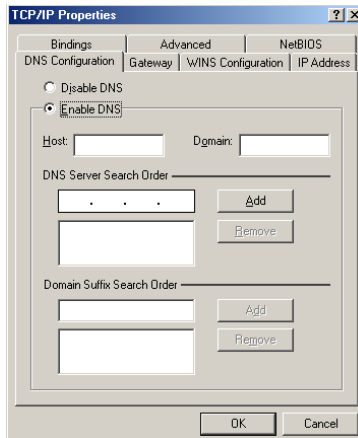 TCP/IP Properties
Bindings Advanced NetBIOS
DNS Configuration Gateway WINS Configuration IP Address
Disable DNS
Enable DNS
Host: Domain:
DNS Server Search Order
. . . Add
Remove
Domain Suffix Search Order
Add
Remove
OK Cancel